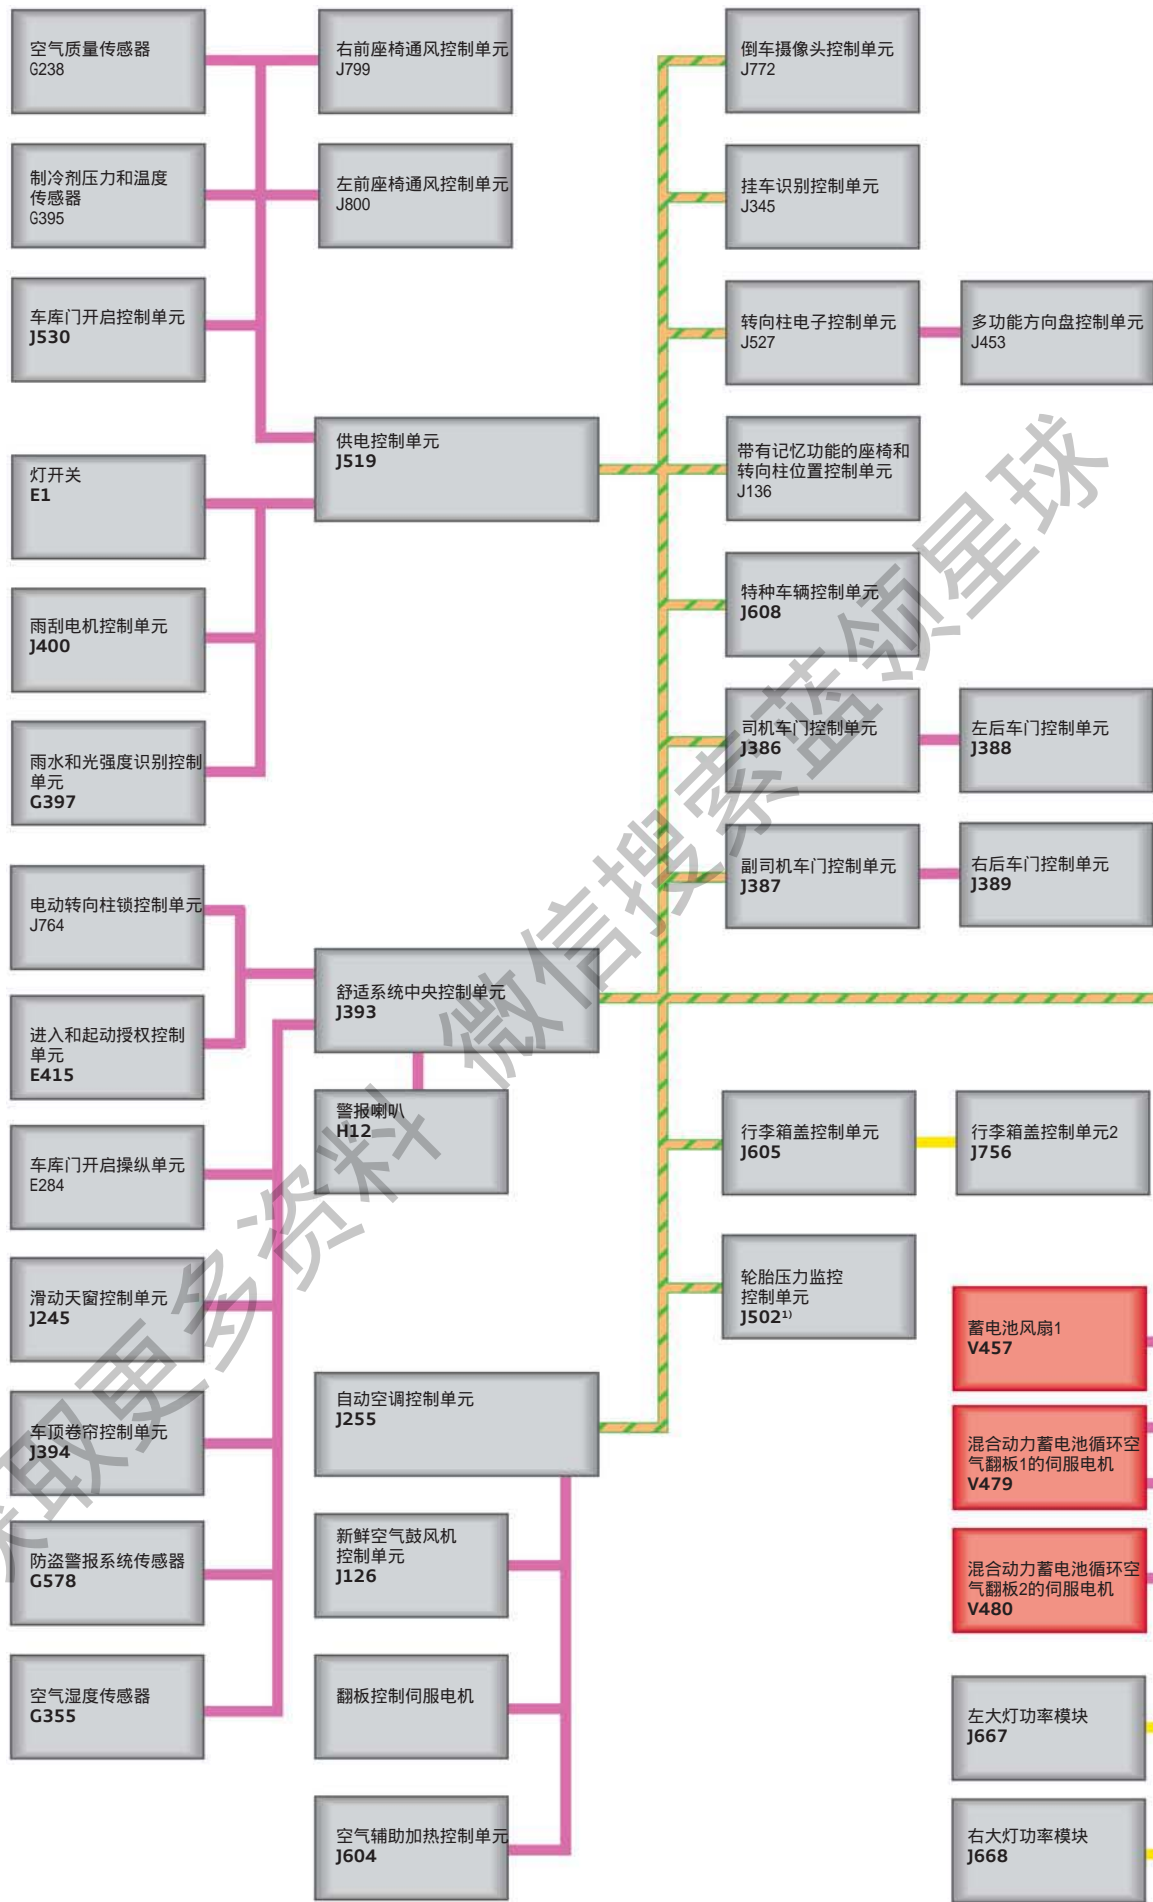 空气质量传感器
G238
右前座椅通风控制单元
J799
制冷剂压力和温度
传感器
G395
左前座椅通风控制单元
J800
车库门开启控制单元
J530
供电控制单元
J519
灯开关
E1
雨刮电机控制单元
J400
雨水和光强度识别控制
单元
G397
电动转向柱锁控制单元
J764
进入和起动授权控制
单元
E415
舒适系统中央控制单元
J393
警报喇叭
H12
车库门开启操纵单元
E284
滑动天窗控制单元
J245
车顶卷帘控制单元
J394
防盗警报系统传感器
G578
空气湿度传感器
G355
自动空调控制单元
J255
新鲜空气鼓风机
控制单元
J126
翻板控制伺服电机
空气辅助加热控制单元
J604
倒车摄像头控制单元
J772
挂车识别控制单元
J345
转向柱电子控制单元
J527
多功能方向盘控制单元
J453
带有记忆功能的座椅和
转向柱位置控制单元
J136
特种车辆控制单元
J608
司机车门控制单元
J386
左后车门控制单元
J388
副司机车门控制单元
J387
右后车门控制单元
J389
行李箱盖控制单元
J605
行李箱盖控制单元2
J756
轮胎压力监控
控制单元
J502¹⁾
蓄电池风扇1
V457
混合动力蓄电池循环空
气翻板1的伺服电机
V479
混合动力蓄电池循环空
气翻板2的伺服电机
V480
左大灯功率模块
J667
右大灯功率模块
J668
获取更多资料 微信搜索蓝领星球